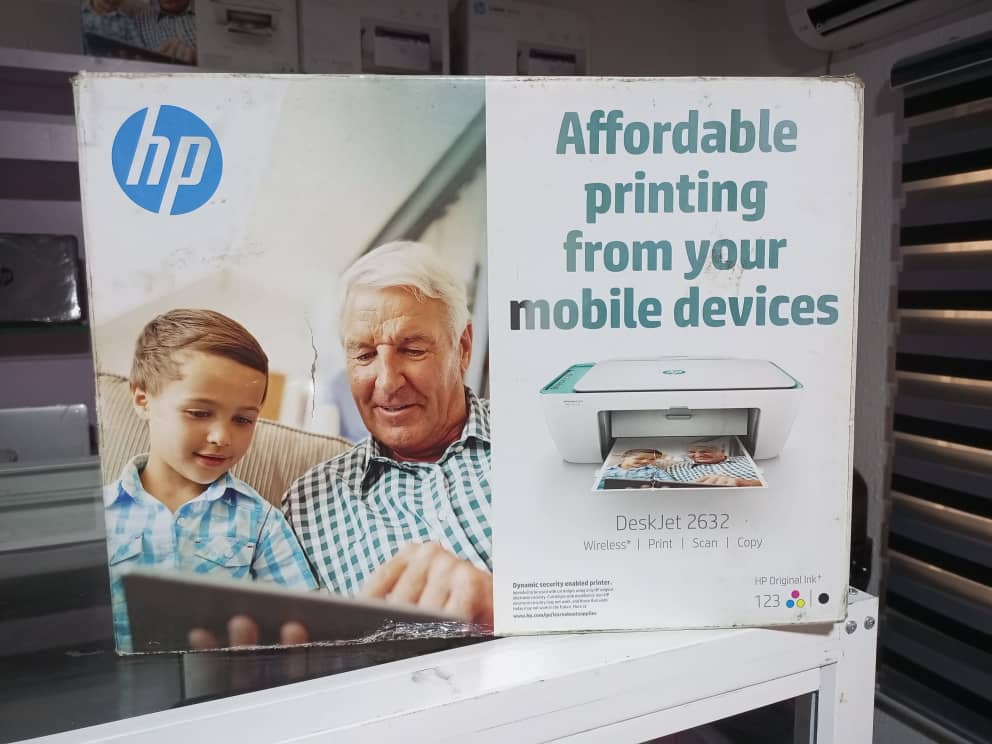 hp
Affordable
printing
from your
mobile devices
DeskJet 2632
Wireless* | Print | Scan | Copy
Dynamic security enabled printer.
HP Original Ink+
123